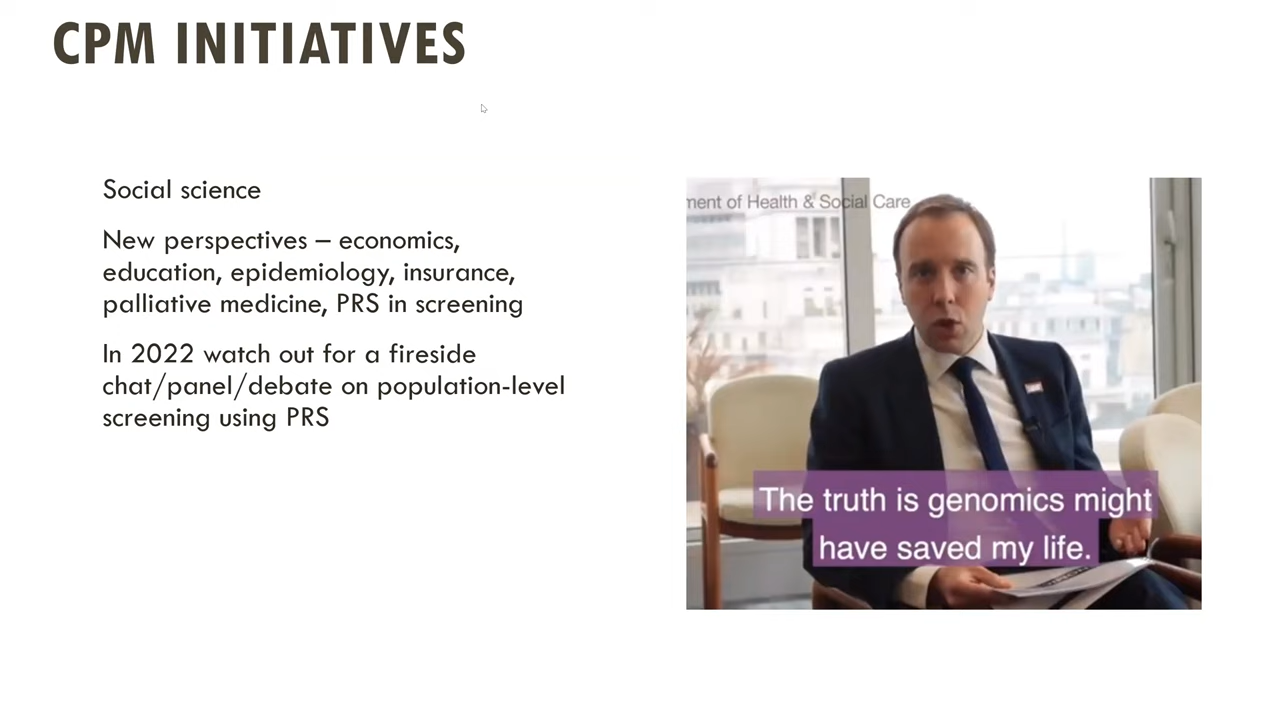 CPM INITIATIVES
Social science
New perspectives – economics,
education, epidemiology, insurance,
palliative medicine, PRS in screening
In 2022 watch out for a fireside
chat/panel/debate on population-level
screening using PRS
ment of Health & Social Care
The truth is genomics might
have saved my life.